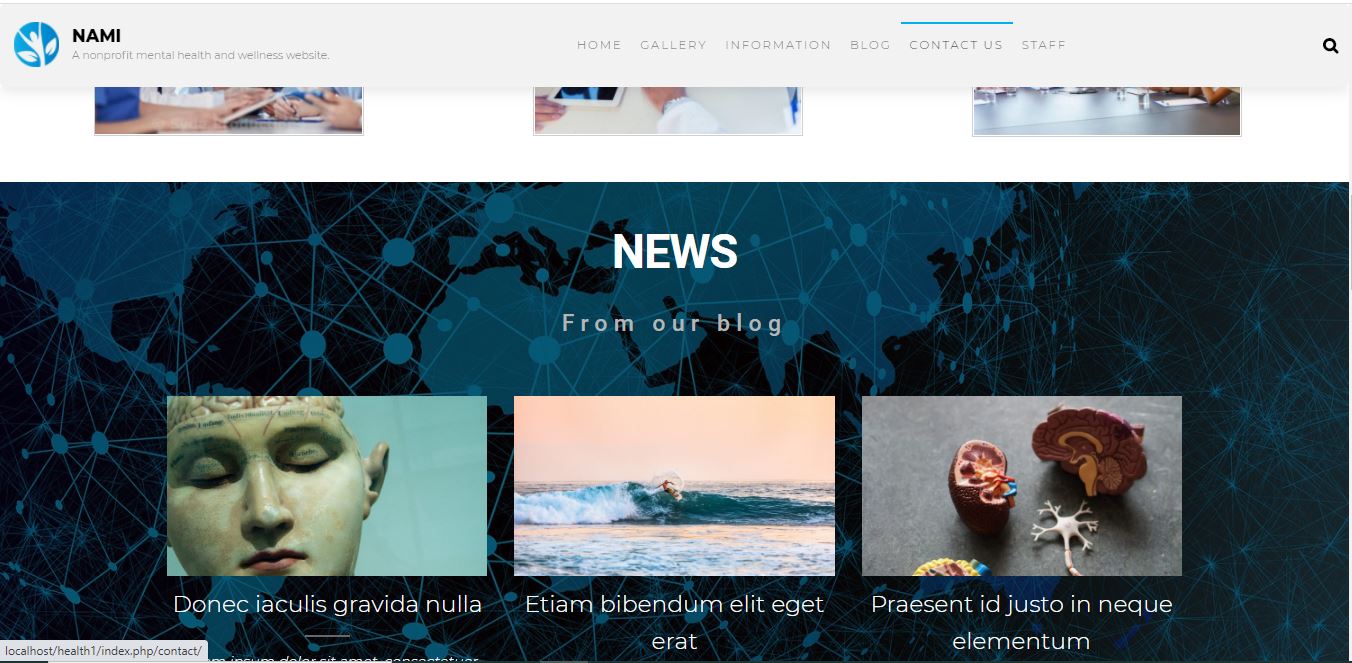 NAMI
A nonprofit mental health and wellness website.
HOME GALLERY INFORMATION BLOG CONTACT US STAFF
NEWS
From our blog
Donec iaculis gravida nulla
Etiam bibendum elit eget
erat
Praesent id justo in neque
elementum
ipsum dolor sit amet, consectetuer
localhost/health1/index.php/contact/